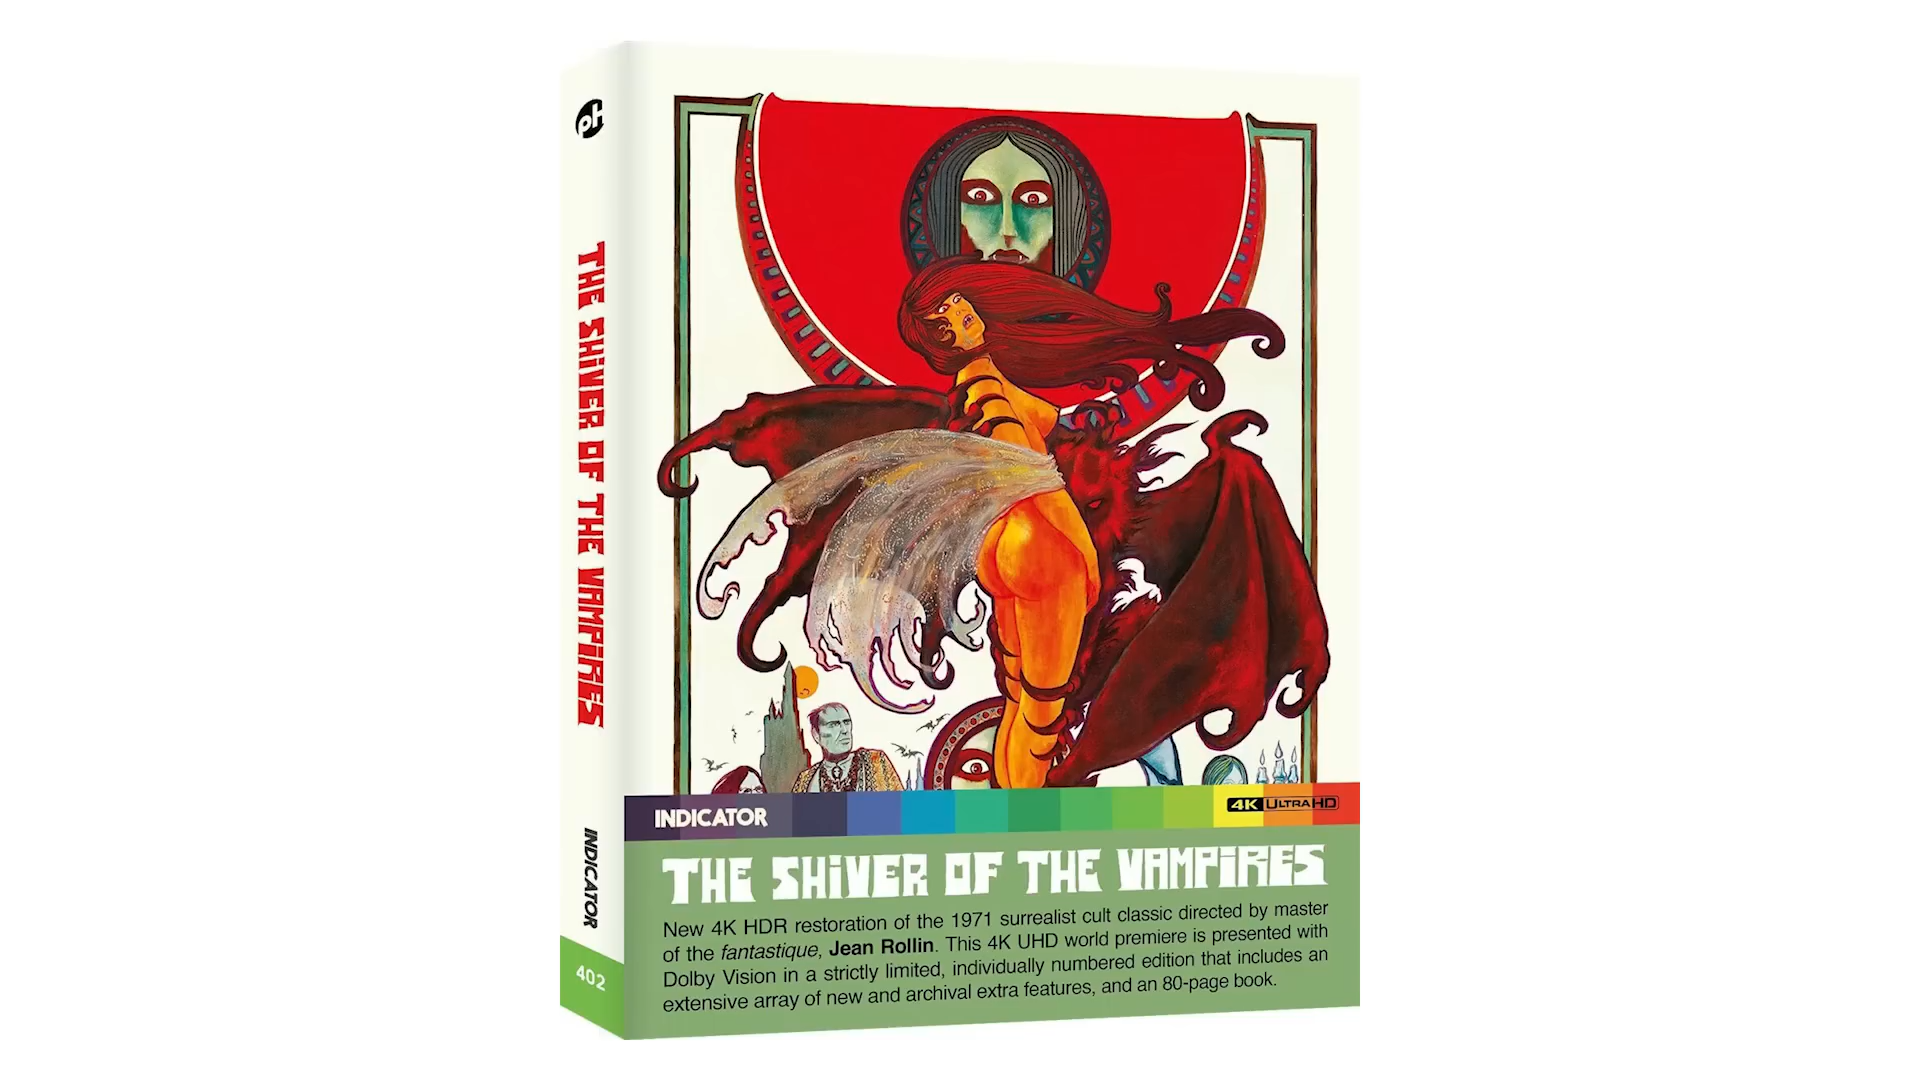 pH
THE SHIVER OF THE VAMPIRES
INDICATOR
402
INDICATOR
4K ULTRA HD
THE SHIVER OF THE VAMPIRES
New 4K HDR restoration of the 1971 surrealist cult classic directed by master
of the fantastique, Jean Rollin. This 4K UHD world premiere is presented with
Dolby Vision in a strictly limited, individually numbered edition that includes an
extensive array of new and archival extra features, and an 80-page book.